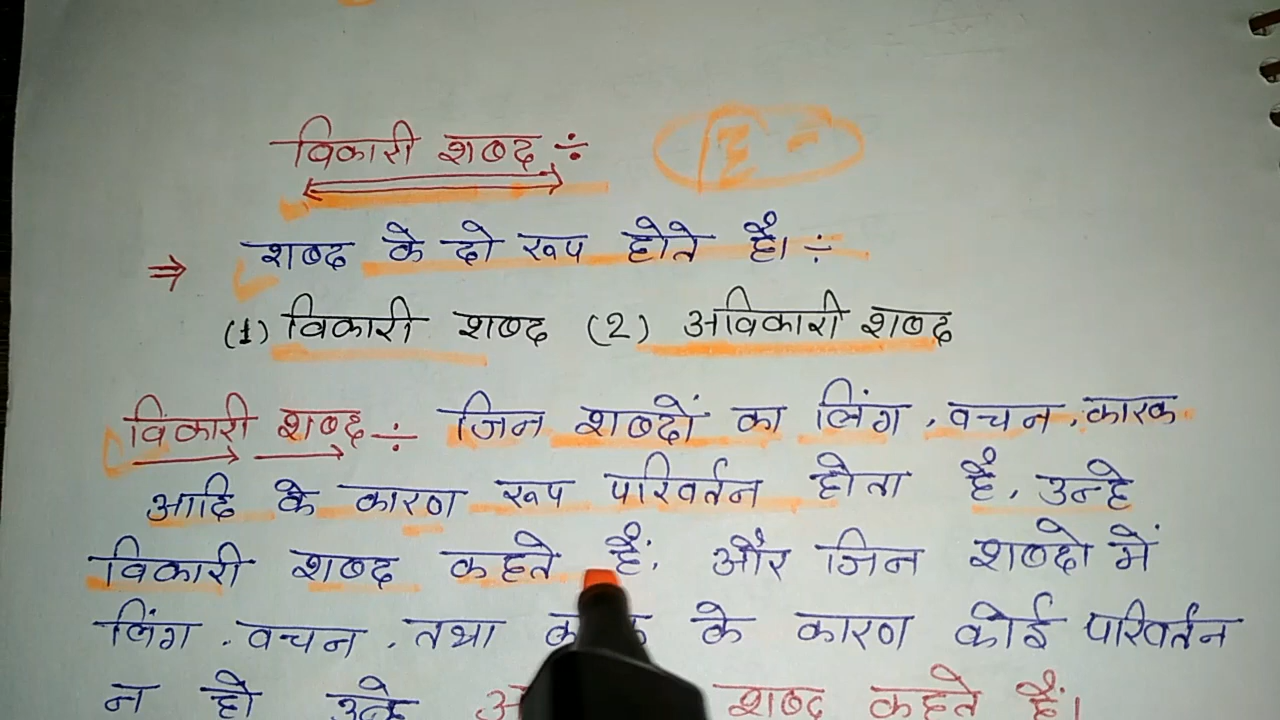 विकारी शब्द ÷
⇒ शब्द के दो रूप होते है। ÷
(1) विकारी शब्द (2) अविकारी शब्द
विकारी शब्द ÷ जिन शब्दों का लिंग , वचन , कारक
आदि के कारण रूप परिवर्तन होता है , उन्हे
विकारी शब्द कहते हैं, और जिन शब्दो में
लिंग , वचन , तथा के कारण कोई परिवर्तन
न हो उन्हे शब्द कहते हैं।